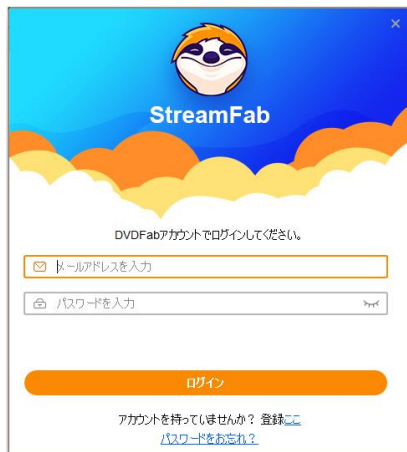 StreamFab
DVDFabアカウントでログインしてください。
メールアドレスを入力
パスワードを入力
ログイン
アカウントを持っていませんか？ 登録ここ
パスワードをお忘れ？